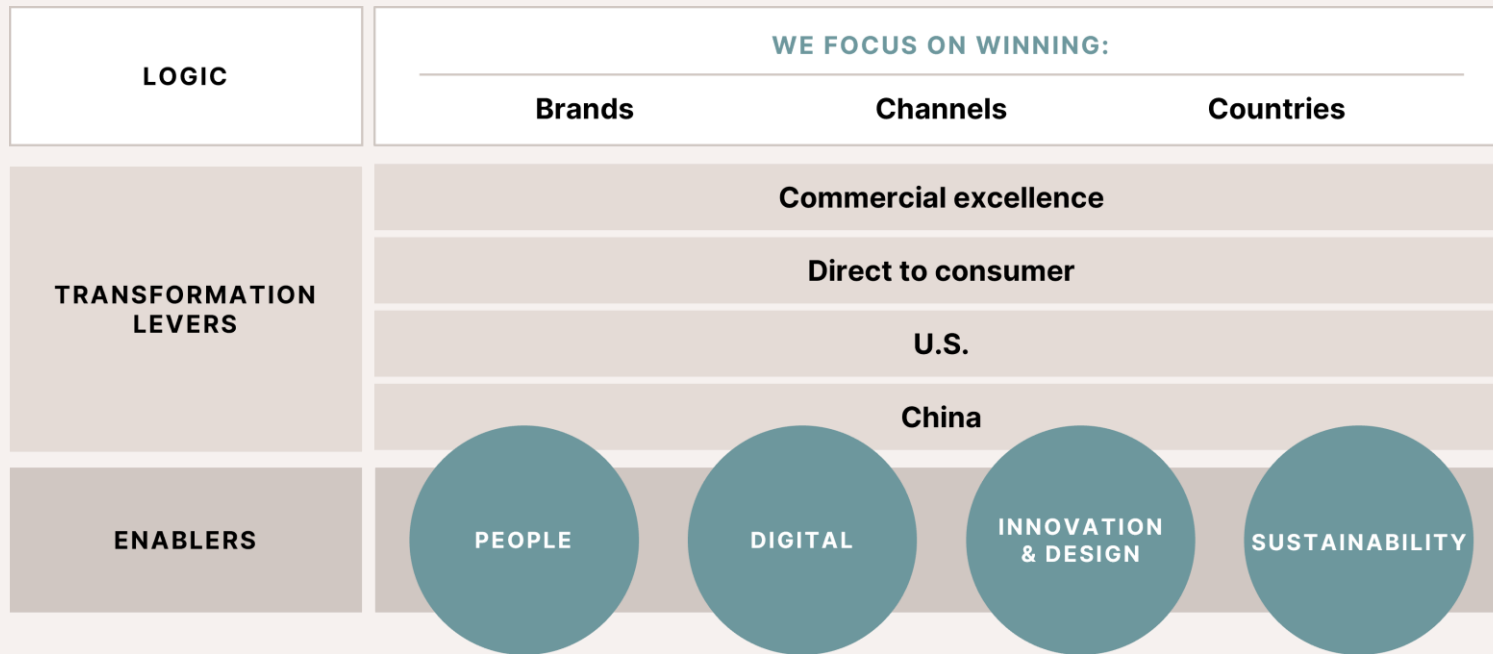 LOGIC
WE FOCUS ON WINNING:
Brands Channels Countries
TRANSFORMATION
LEVERS
Commercial excellence
Direct to consumer
U.S.
China
ENABLERS
PEOPLE
DIGITAL
INNOVATION
& DESIGN
SUSTAINABILITY